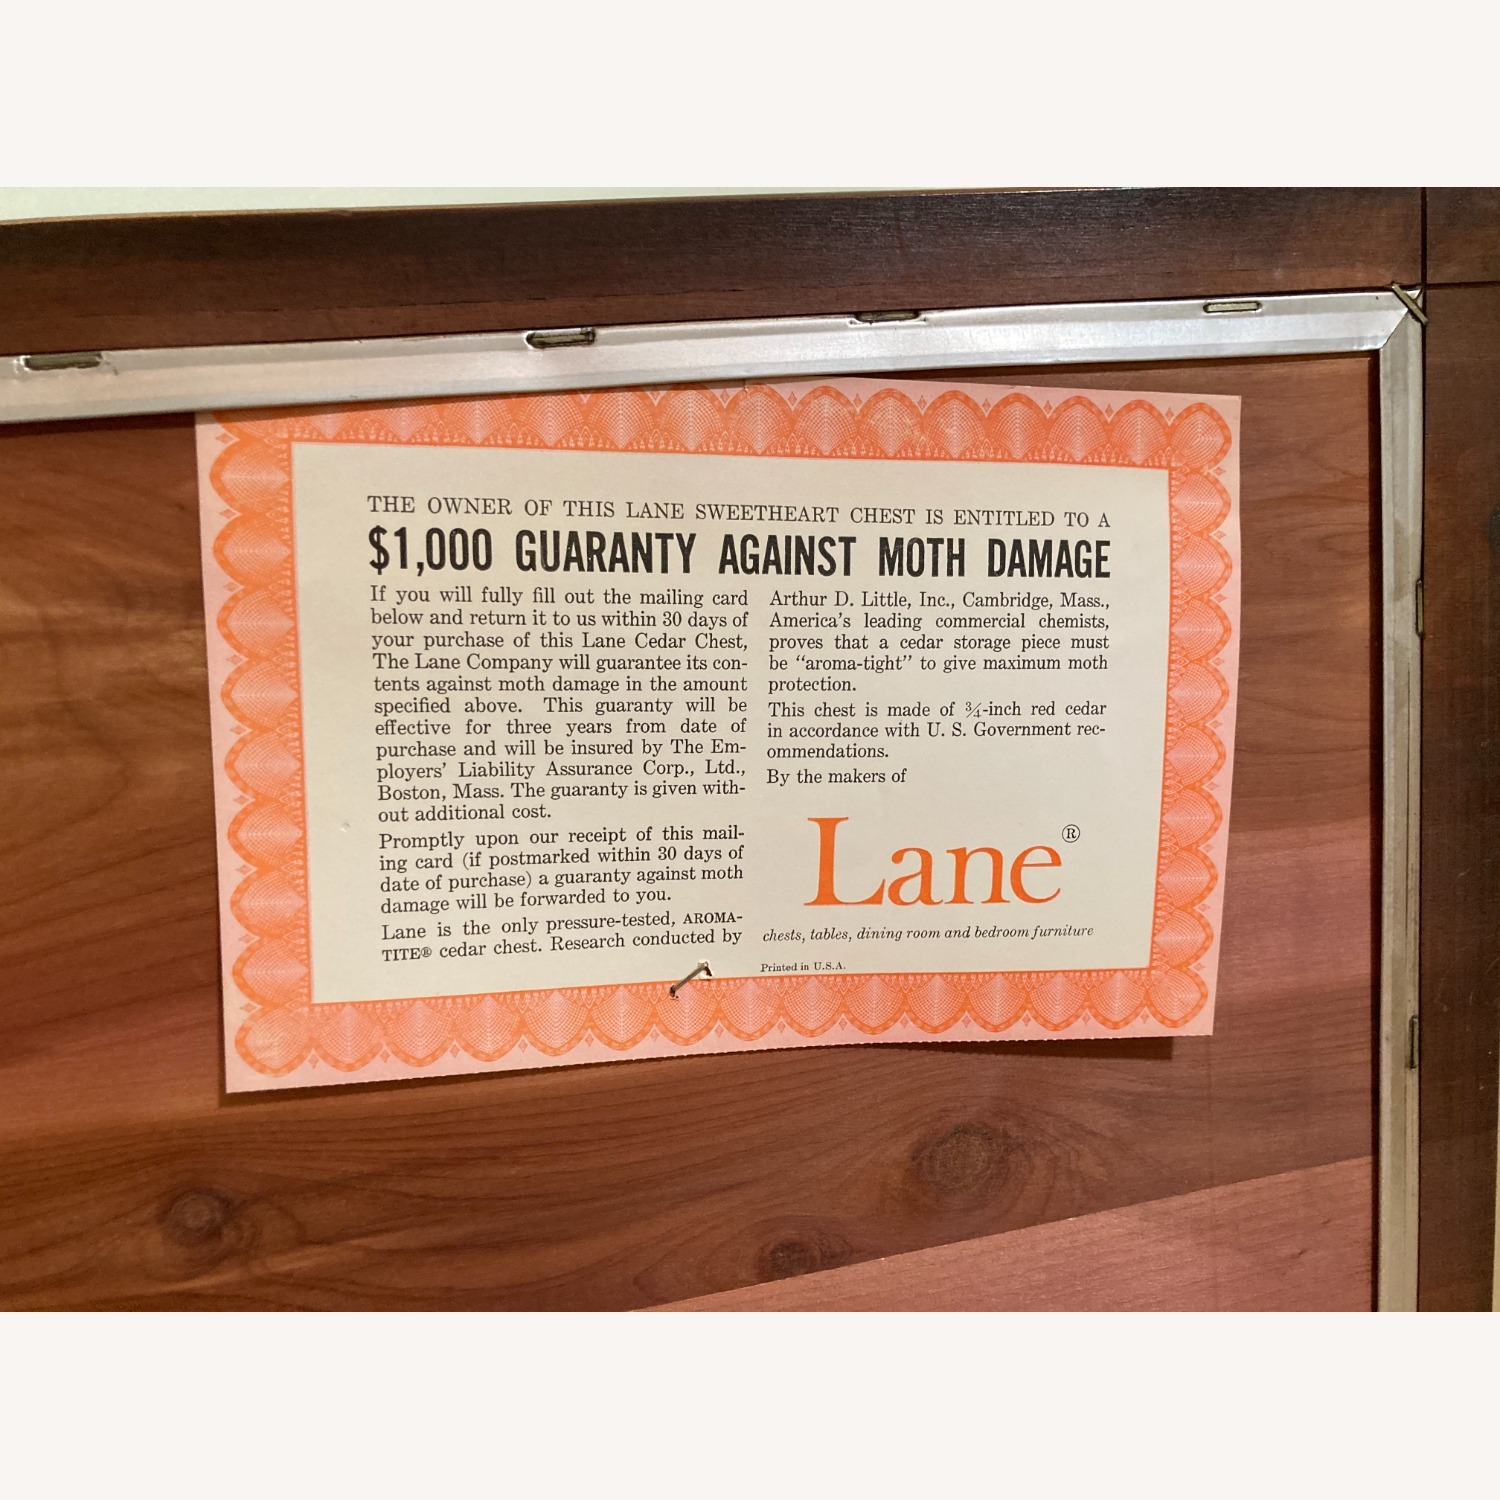 THE OWNER OF THIS LANE SWEETHEART CHEST IS ENTITLED TO A
$1,000 GUARANTY AGAINST MOTH DAMAGE
If you will fully fill out the mailing card
below and return it to us within 30 days of
your purchase of this Lane Cedar Chest,
The Lane Company will guarantee its con-
tents against moth damage in the amount
specified above. This guaranty will be
effective for three years from date of
purchase and will be insured by The Em-
ployers' Liability Assurance Corp., Ltd.,
Boston, Mass. The guaranty is given with-
out additional cost.
Promptly upon our receipt of this mail-
ing card (if postmarked within 30 days of
date of purchase) a guaranty against moth
damage will be forwarded to you.
Lane is the only pressure-tested, AROMA-
TITE® cedar chest. Research conducted by
Arthur D. Little, Inc., Cambridge, Mass.,
America's leading commercial chemists,
proves that a cedar storage piece must
be "aroma-tight" to give maximum moth
protection.
This chest is made of ¾-inch red cedar
in accordance with U. S. Government rec-
ommendations.
By the makers of
Lane®
chests, tables, dining room and bedroom furniture
Printed in U.S.A.